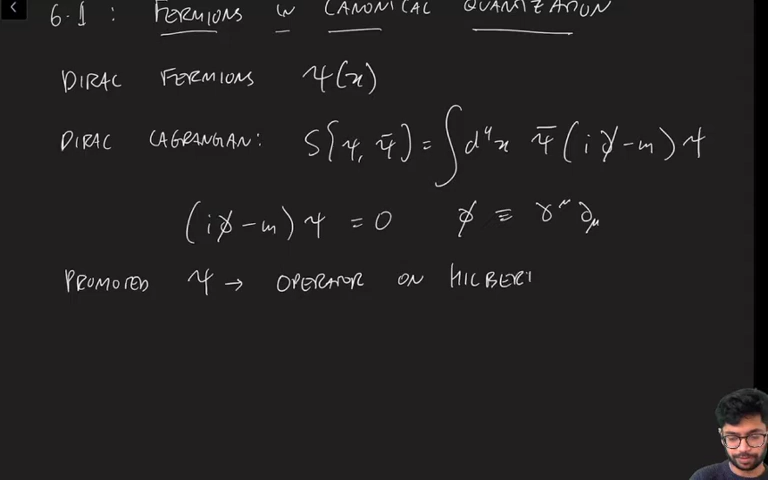 6.1 : FERMIONS IN CANONICAL QUANTIZATION
DIRAC FERMIONS ψ(x)
DIRAC LAGRANGIAN: S[ψ, ψ̄] = ∫d⁴x ψ̄(i∂̸ - m)ψ
(i∂̸ - m)ψ = 0 ∂̸ ≡ γ^μ ∂_μ
PROMOTED ψ → OPERATOR ON HILBERT